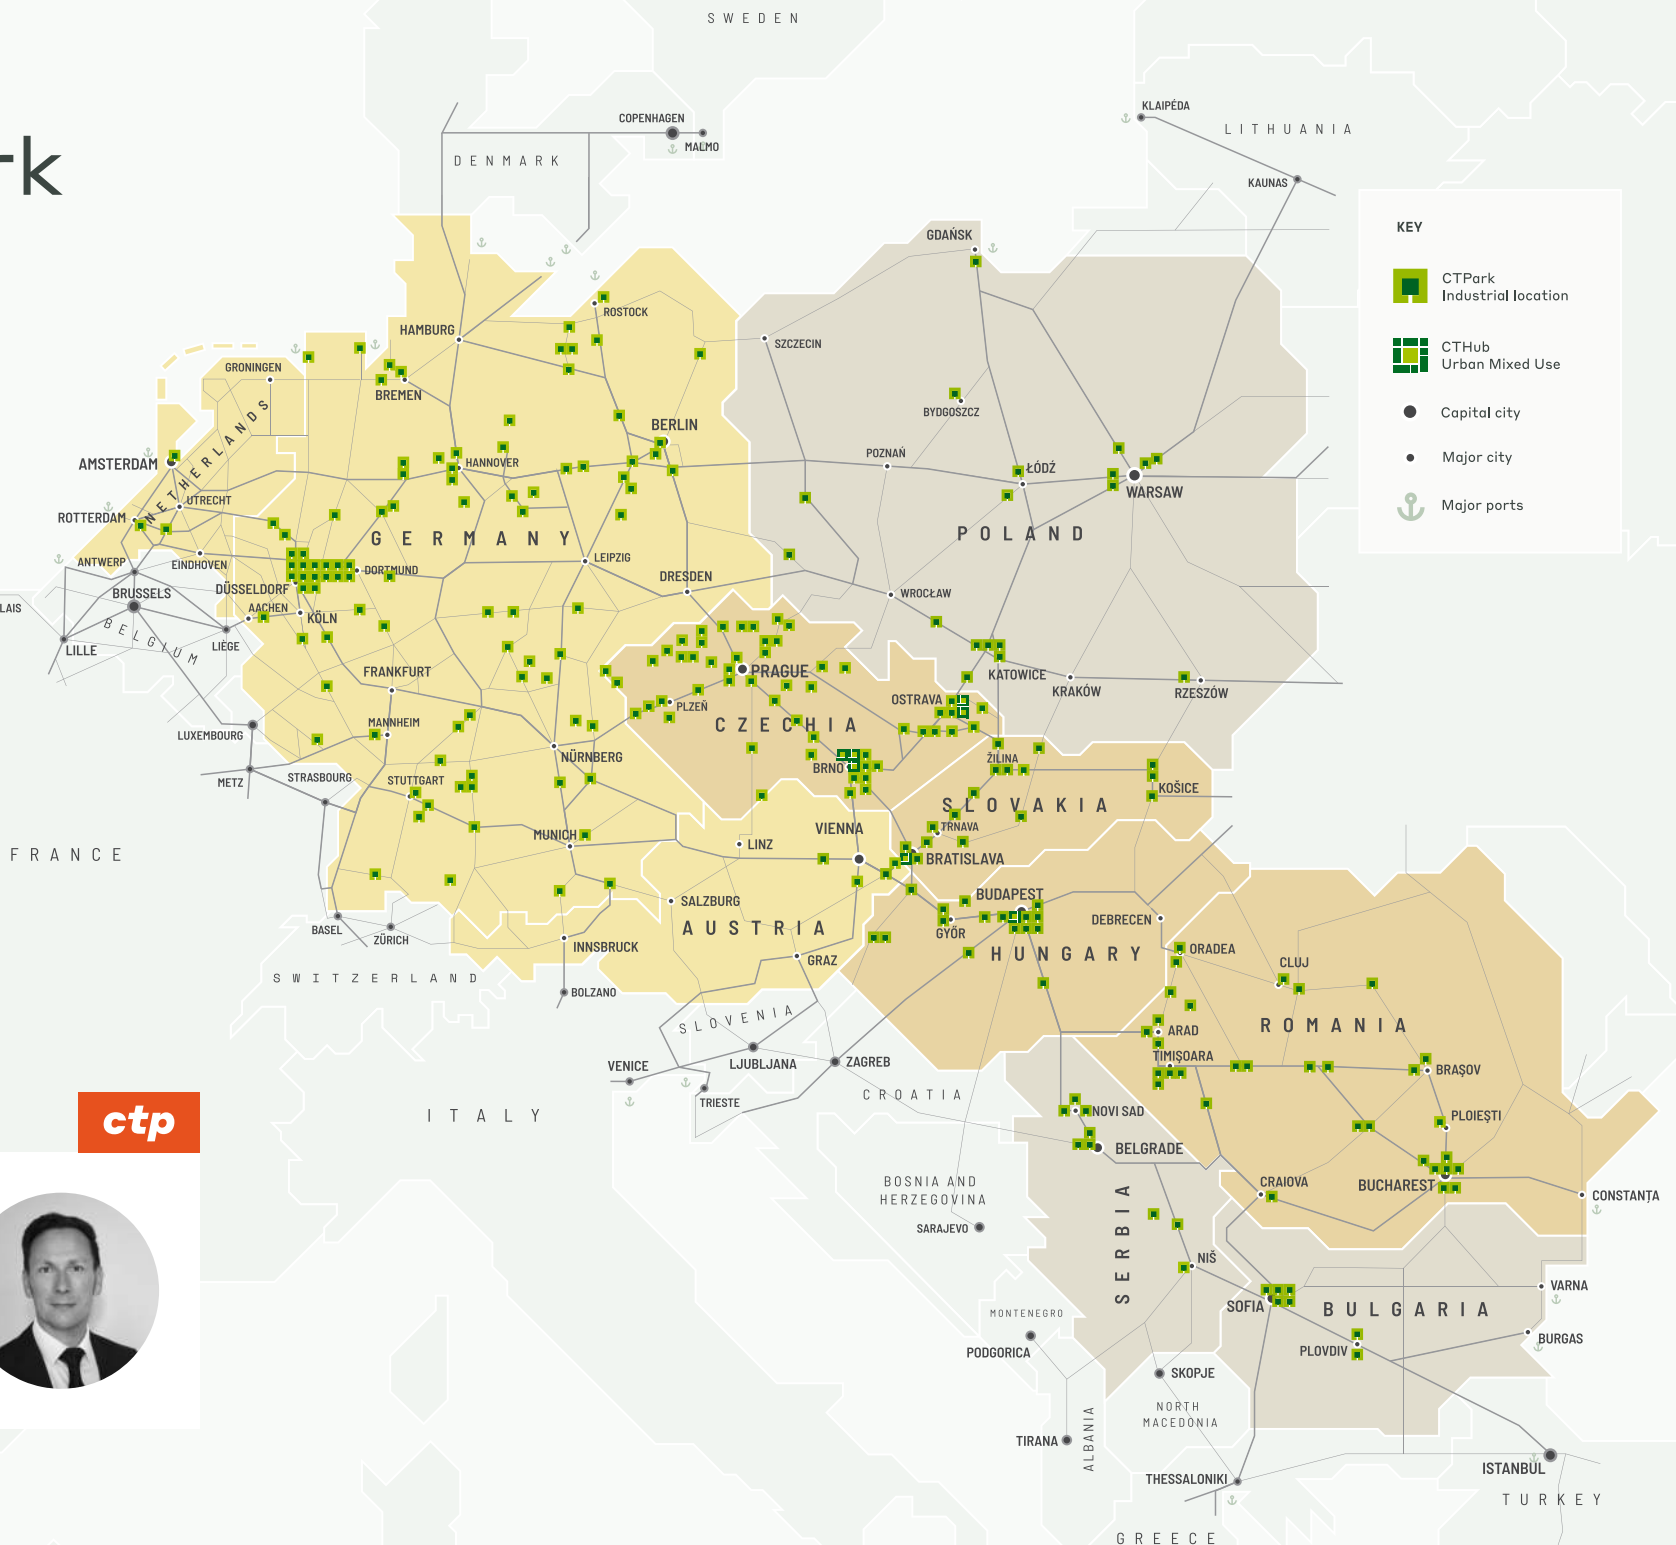 rk
SWEDEN
COPENHAGEN
MALMO
DENMARK
KLAIPÉDA
LITHUANIA
KAUNAS
KEY
CTPark
Industrial location
CTHub
Urban Mixed Use
Capital city
Major city
Major ports
GDAŃSK
ROSTOCK
HAMBURG
SZCZECIN
GRONINGEN
BREMEN
BYDGOSZCZ
BERLIN
NETHERLANDS
AMSTERDAM
HANNOVER
POZNAŃ
ŁÓDŹ
WARSAW
UTRECHT
ROTTERDAM
GERMANY
POLAND
ANTWERP
EINDHOVEN
DORTMUND
LEIPZIG
DRESDEN
DÜSSELDORF
BRUSSELS
WROCŁAW
LAIS
AACHEN
KÖLN
BELGIUM
LIÈGE
LILLE
FRANKFURT
PRAGUE
KATOWICE
KRAKÓW
RZESZÓW
OSTRAVA
PLZEŇ
CZECHIA
LUXEMBOURG
MANNHEIM
NÜRNBERG
ŽILINA
BRNO
METZ
STRASBOURG
STUTTGART
KOŠICE
SLOVAKIA
TRNAVA
VIENNA
MUNICH
LINZ
BRATISLAVA
FRANCE
BUDAPEST
SALZBURG
DEBRECEN
BASEL
ZÜRICH
AUSTRIA
GYŐR
INNSBRUCK
GRAZ
HUNGARY
ORADEA
CLUJ
SWITZERLAND
BOLZANO
SLOVENIA
ROMANIA
ARAD
TIMIȘOARA
VENICE
LJUBLJANA
ZAGREB
BRAȘOV
TRIESTE
CROATIA
ITALY
NOVI SAD
PLOIEȘTI
ctp
BELGRADE
BOSNIA AND
HERZEGOVINA
CRAIOVA
BUCHAREST
CONSTANȚA
SARAJEVO
SERBIA
NIŠ
VARNA
SOFIA
BULGARIA
MONTENEGRO
PODGORICA
PLOVDIV
BURGAS
SKOPJE
NORTH
MACEDONIA
TIRANA
ALBANIA
THESSALONIKI
ISTANBUL
TURKEY
GREECE